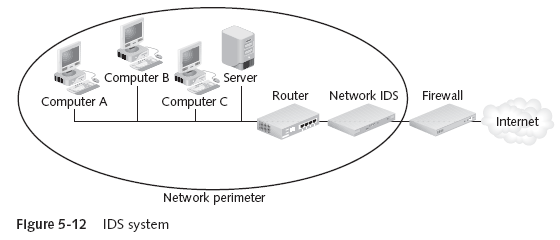 Computer B
Server
Computer A
Computer C
Router
Network IDS
Firewall
Internet
Network perimeter
Figure 5-12 IDS system